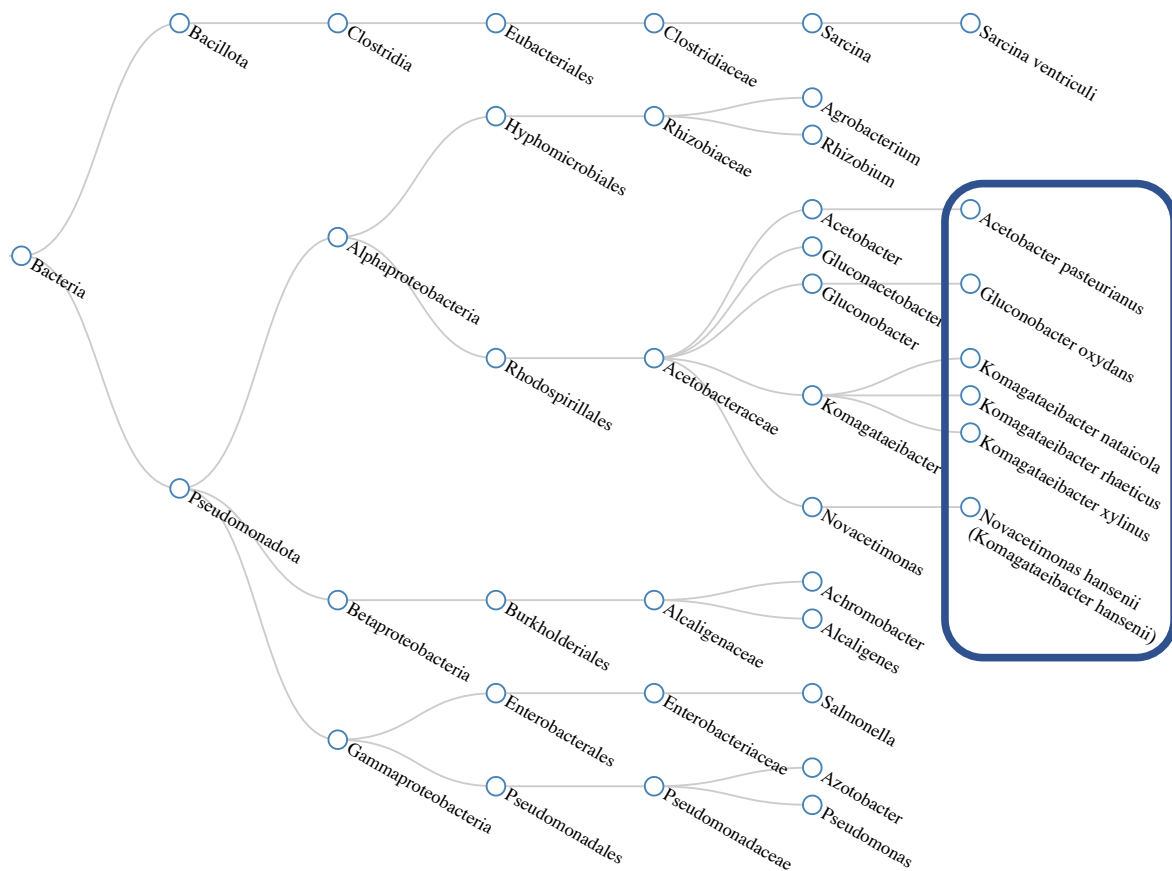 Bacteria
Bacillota
Clostridia
Eubacteriales
Clostridiaceae
Sarcina
Sarcina ventriculi
Pseudomonadota
Alphaproteobacteria
Hyphomicrobiales
Rhizobiaceae
Agrobacterium
Rhizobium
Rhodospirillales
Acetobacteraceae
Acetobacter
Acetobacter pasteurianus
Gluconacetobacter
Gluconobacter
Gluconobacter oxydans
Komagataeibacter
Komagataeibacter nataicola
Komagataeibacter rhaeticus
Komagataeibacter xylinus
Novacetimonas
Novacetimonas hansenii
(Komagataeibacter hansenii)
Betaproteobacteria
Burkholderiales
Alcaligenaceae
Achromobacter
Alcaligenes
Gammaproteobacteria
Enterobacterales
Enterobacteriaceae
Salmonella
Pseudomonadales
Pseudomonadaceae
Azotobacter
Pseudomonas